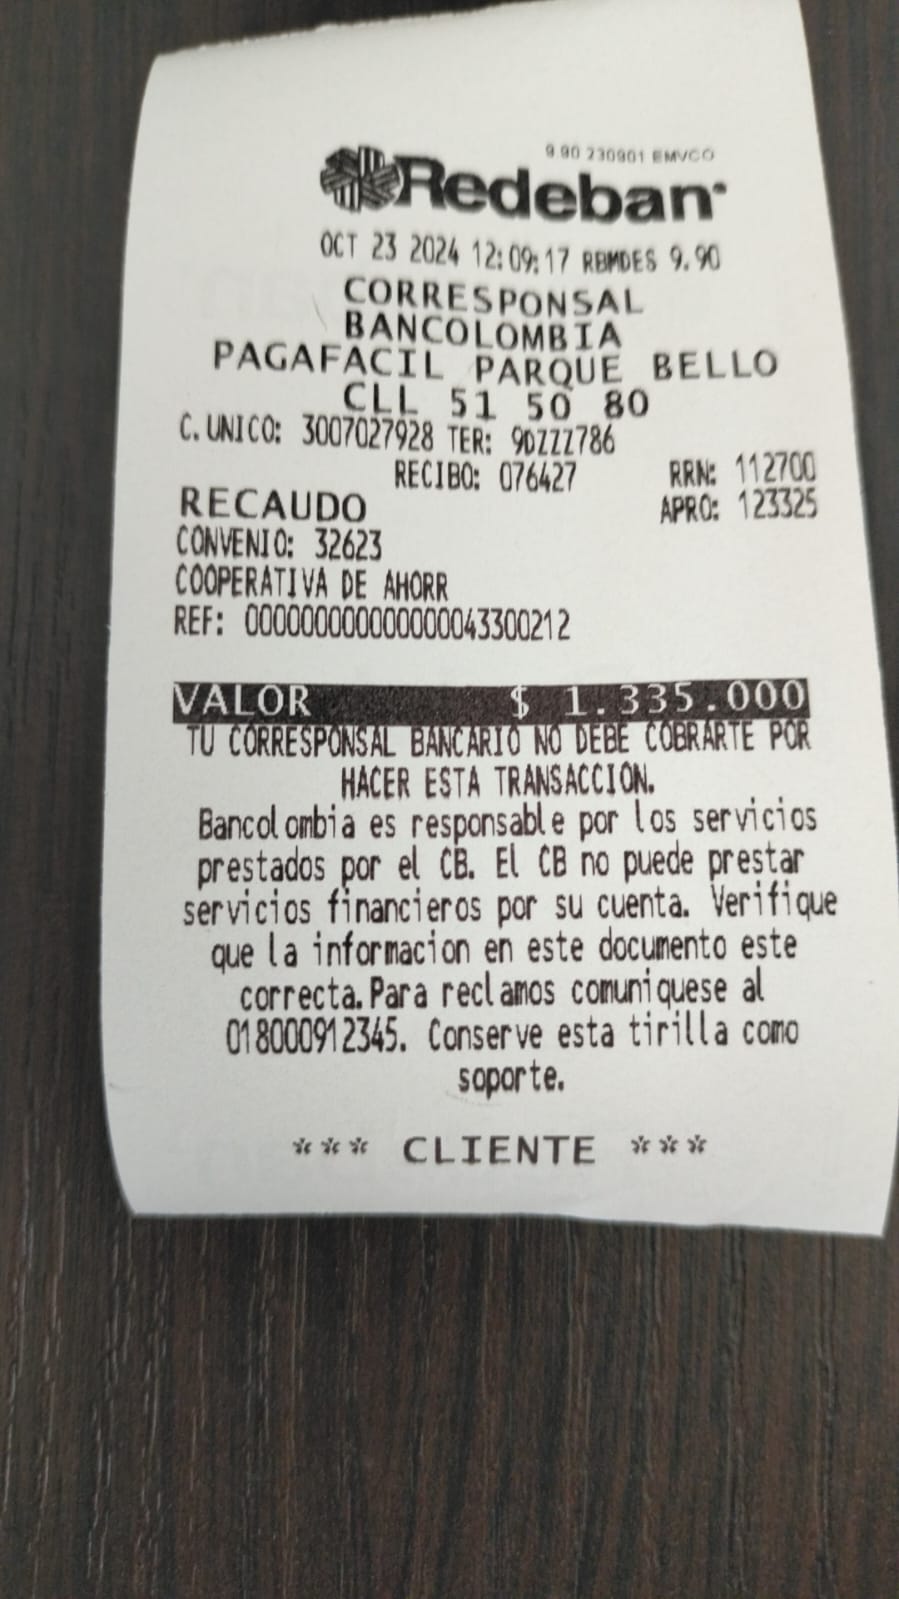 9.90 230901 EMVCO
Redeban
OCT 23 2024 12:09:17 RBMDES 9.90
CORRESPONSAL
BANCOLOMBIA
PAGAFACIL PARQUE BELLO
CLL 51 50 80
C. UNICO: 3007027928 TER: 9DZZZ786
RECIBO: 076427 RRN: 112700
RECAUDO APRO: 123325
CONVENIO: 32623
COOPERATIVA DE AHORR
REF: 000000000000000043300212
VALOR $ 1.335.000
TU CORRESPONSAL BANCARIO NO DEBE COBRARTE POR
HACER ESTA TRANSACCION.
Bancolombia es responsable por los servicios
prestados por el CB. El CB no puede prestar
servicios financieros por su cuenta. Verifique
que la informacion en este documento este
correcta.Para reclamos comuniquese al
018000912345. Conserve esta tirilla como
soporte.
*** CLIENTE ***